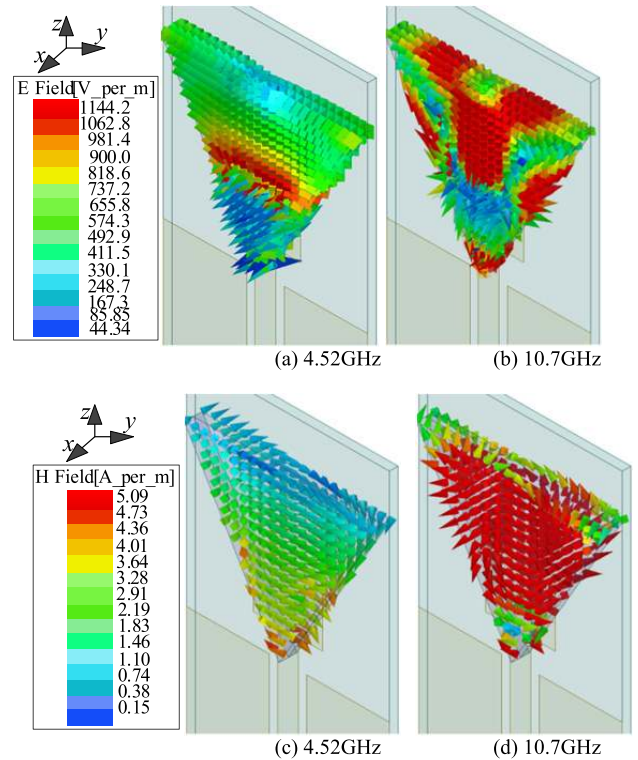 z
y
x
E Field[V_per_m]
1144.2
1062.8
981.4
900.0
818.6
737.2
655.8
574.3
492.9
411.5
330.1
248.7
167.3
85.85
44.34
(a) 4.52GHz
(b) 10.7GHz
z
y
x
H Field[A_per_m]
5.09
4.73
4.36
4.01
3.64
3.28
2.91
2.19
1.83
1.46
1.10
0.74
0.38
0.15
(c) 4.52GHz
(d) 10.7GHz